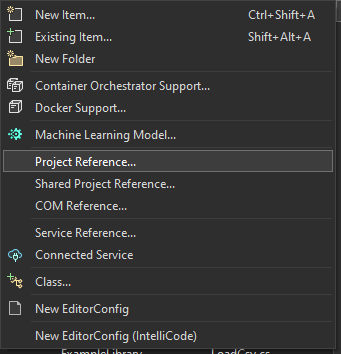 New Item... Ctrl+Shift+A
Existing Item... Shift+Alt+A
New Folder
Container Orchestrator Support...
Docker Support...
Machine Learning Model...
Project Reference...
Shared Project Reference...
COM Reference...
Service Reference...
Connected Service
Class...
New EditorConfig
New EditorConfig (IntelliCode)
ExampleLibrary LoadCsv.cs